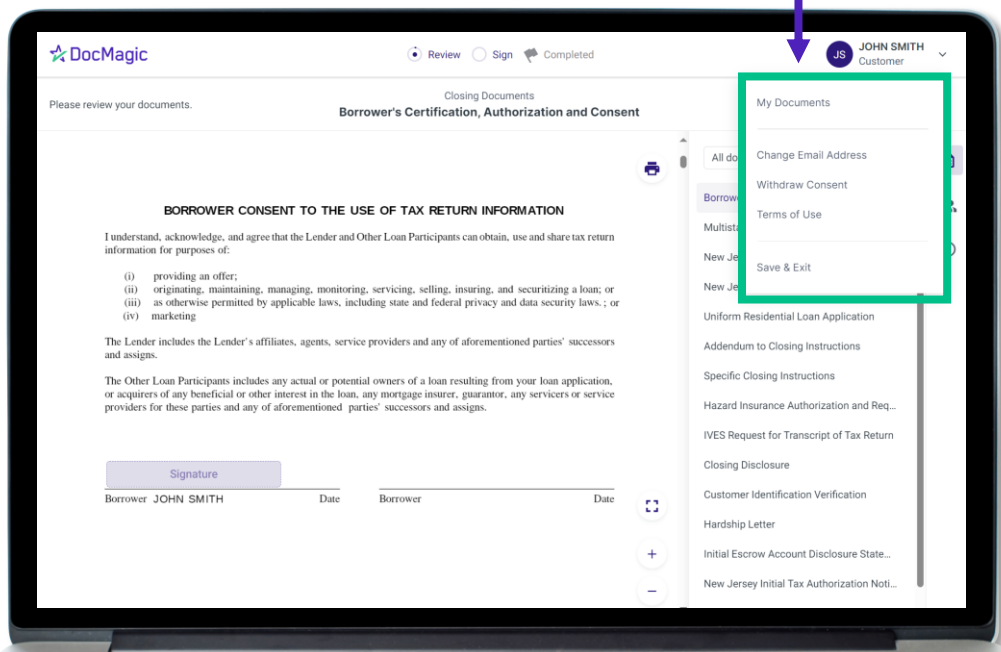 DocMagic
Review Sign Completed
JS JOHN SMITH
Customer
Please review your documents.
Closing Documents
Borrower's Certification, Authorization and Consent
My Documents
Change Email Address
Withdraw Consent
Terms of Use
Save & Exit
BORROWER CONSENT TO THE USE OF TAX RETURN INFORMATION
I understand, acknowledge, and agree that the Lender and Other Loan Participants can obtain, use and share tax return
information for purposes of:
(i) providing an offer;
(ii) originating, maintaining, managing, monitoring, servicing, selling, insuring, and securitizing a loan; or
(iii) as otherwise permitted by applicable laws, including state and federal privacy and data security laws. ; or
(iv) marketing
The Lender includes the Lender's affiliates, agents, service providers and any of aforementioned parties' successors
and assigns.
The Other Loan Participants includes any actual or potential owners of a loan resulting from your loan application,
or acquirers of any beneficial or other interest in the loan, any mortgage insurer, guarantor, any servicers or service
providers for these parties and any of aforementioned parties' successors and assigns.
Signature
Borrower JOHN SMITH Date Borrower Date
All do
Borrow
Multist
New Je
New Je
Uniform Residential Loan Application
Addendum to Closing Instructions
Specific Closing Instructions
Hazard Insurance Authorization and Req...
IVES Request for Transcript of Tax Return
Closing Disclosure
Customer Identification Verification
Hardship Letter
Initial Escrow Account Disclosure State...
New Jersey Initial Tax Authorization Noti...